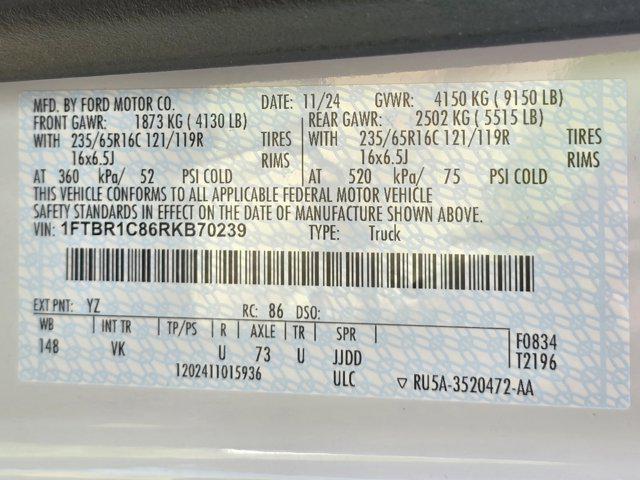 MFD. BY FORD MOTOR CO. DATE: 11/24 GVWR: 4150 KG ( 9150 LB)
FRONT GAWR: 1873 KG ( 4130 LB) REAR GAWR: 2502 KG ( 5515 LB)
WITH 235/65R16C 121/119R TIRES WITH 235/65R16C 121/119R TIRES
16x6.5J RIMS 16x6.5J RIMS
AT 360 kPa/ 52 PSI COLD AT 520 kPa/ 75 PSI COLD
THIS VEHICLE CONFORMS TO ALL APPLICABLE FEDERAL MOTOR VEHICLE
SAFETY STANDARDS IN EFFECT ON THE DATE OF MANUFACTURE SHOWN ABOVE.
VIN: 1FTBR1C86RKB70239 TYPE: Truck
EXT PNT: YZ RC: 86 DSO:
WB INT TR TP/PS R AXLE TR SPR F0834
148 VK U 73 U JJDD T2196
1202411015936 ULC ▽ RU5A-3520472-AA